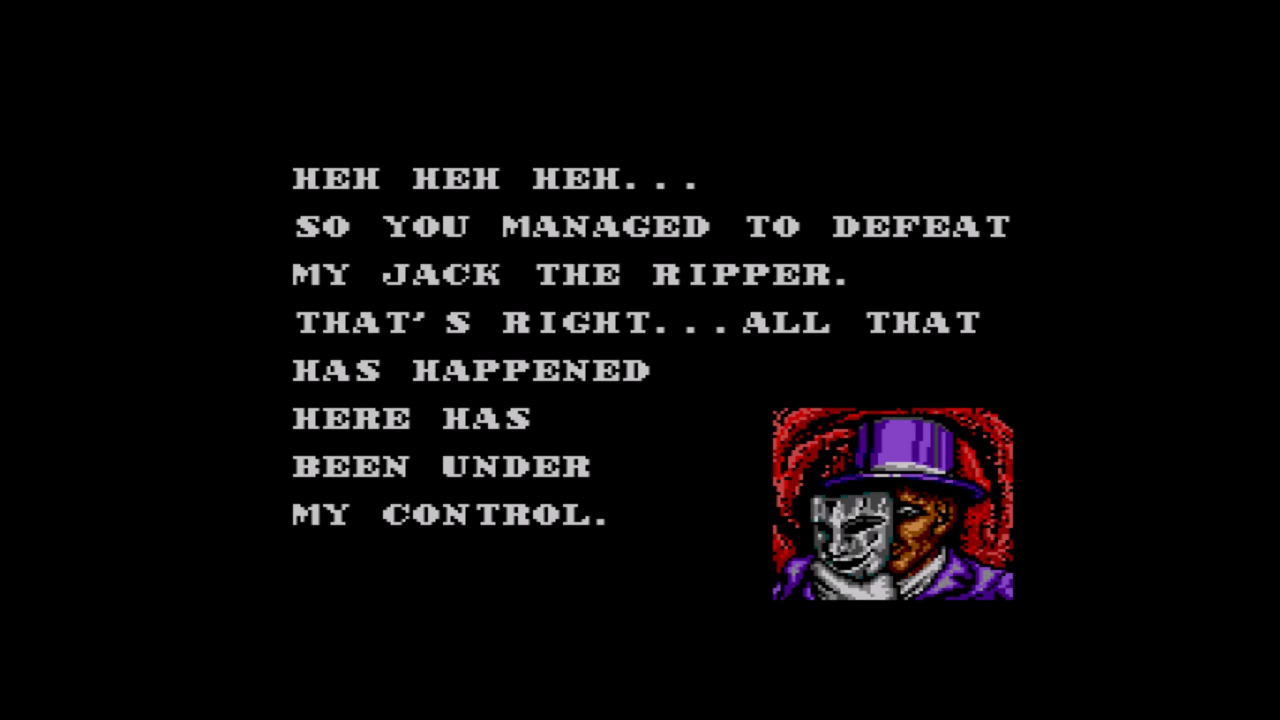 HEH HEH HEH...
SO YOU MANAGED TO DEFEAT
MY JACK THE RIPPER.
THAT'S RIGHT...ALL THAT
HAS HAPPENED
HERE HAS
BEEN UNDER
MY CONTROL.